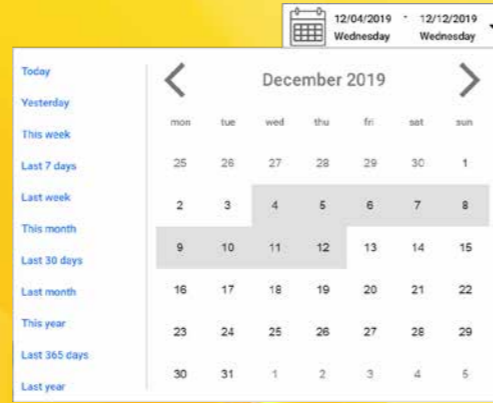 12/04/2019 - 12/12/2019
Wednesday Wednesday
Today
Yesterday
This week
Last 7 days
Last week
This month
Last 30 days
Last month
This year
Last 365 days
Last year
December 2019
mon tue wed thu fri sat sun
25 26 27 28 29 30 1
2 3 4 5 6 7 8
9 10 11 12 13 14 15
16 17 18 19 20 21 22
23 24 25 26 27 28 29
30 31 1 2 3 4 5